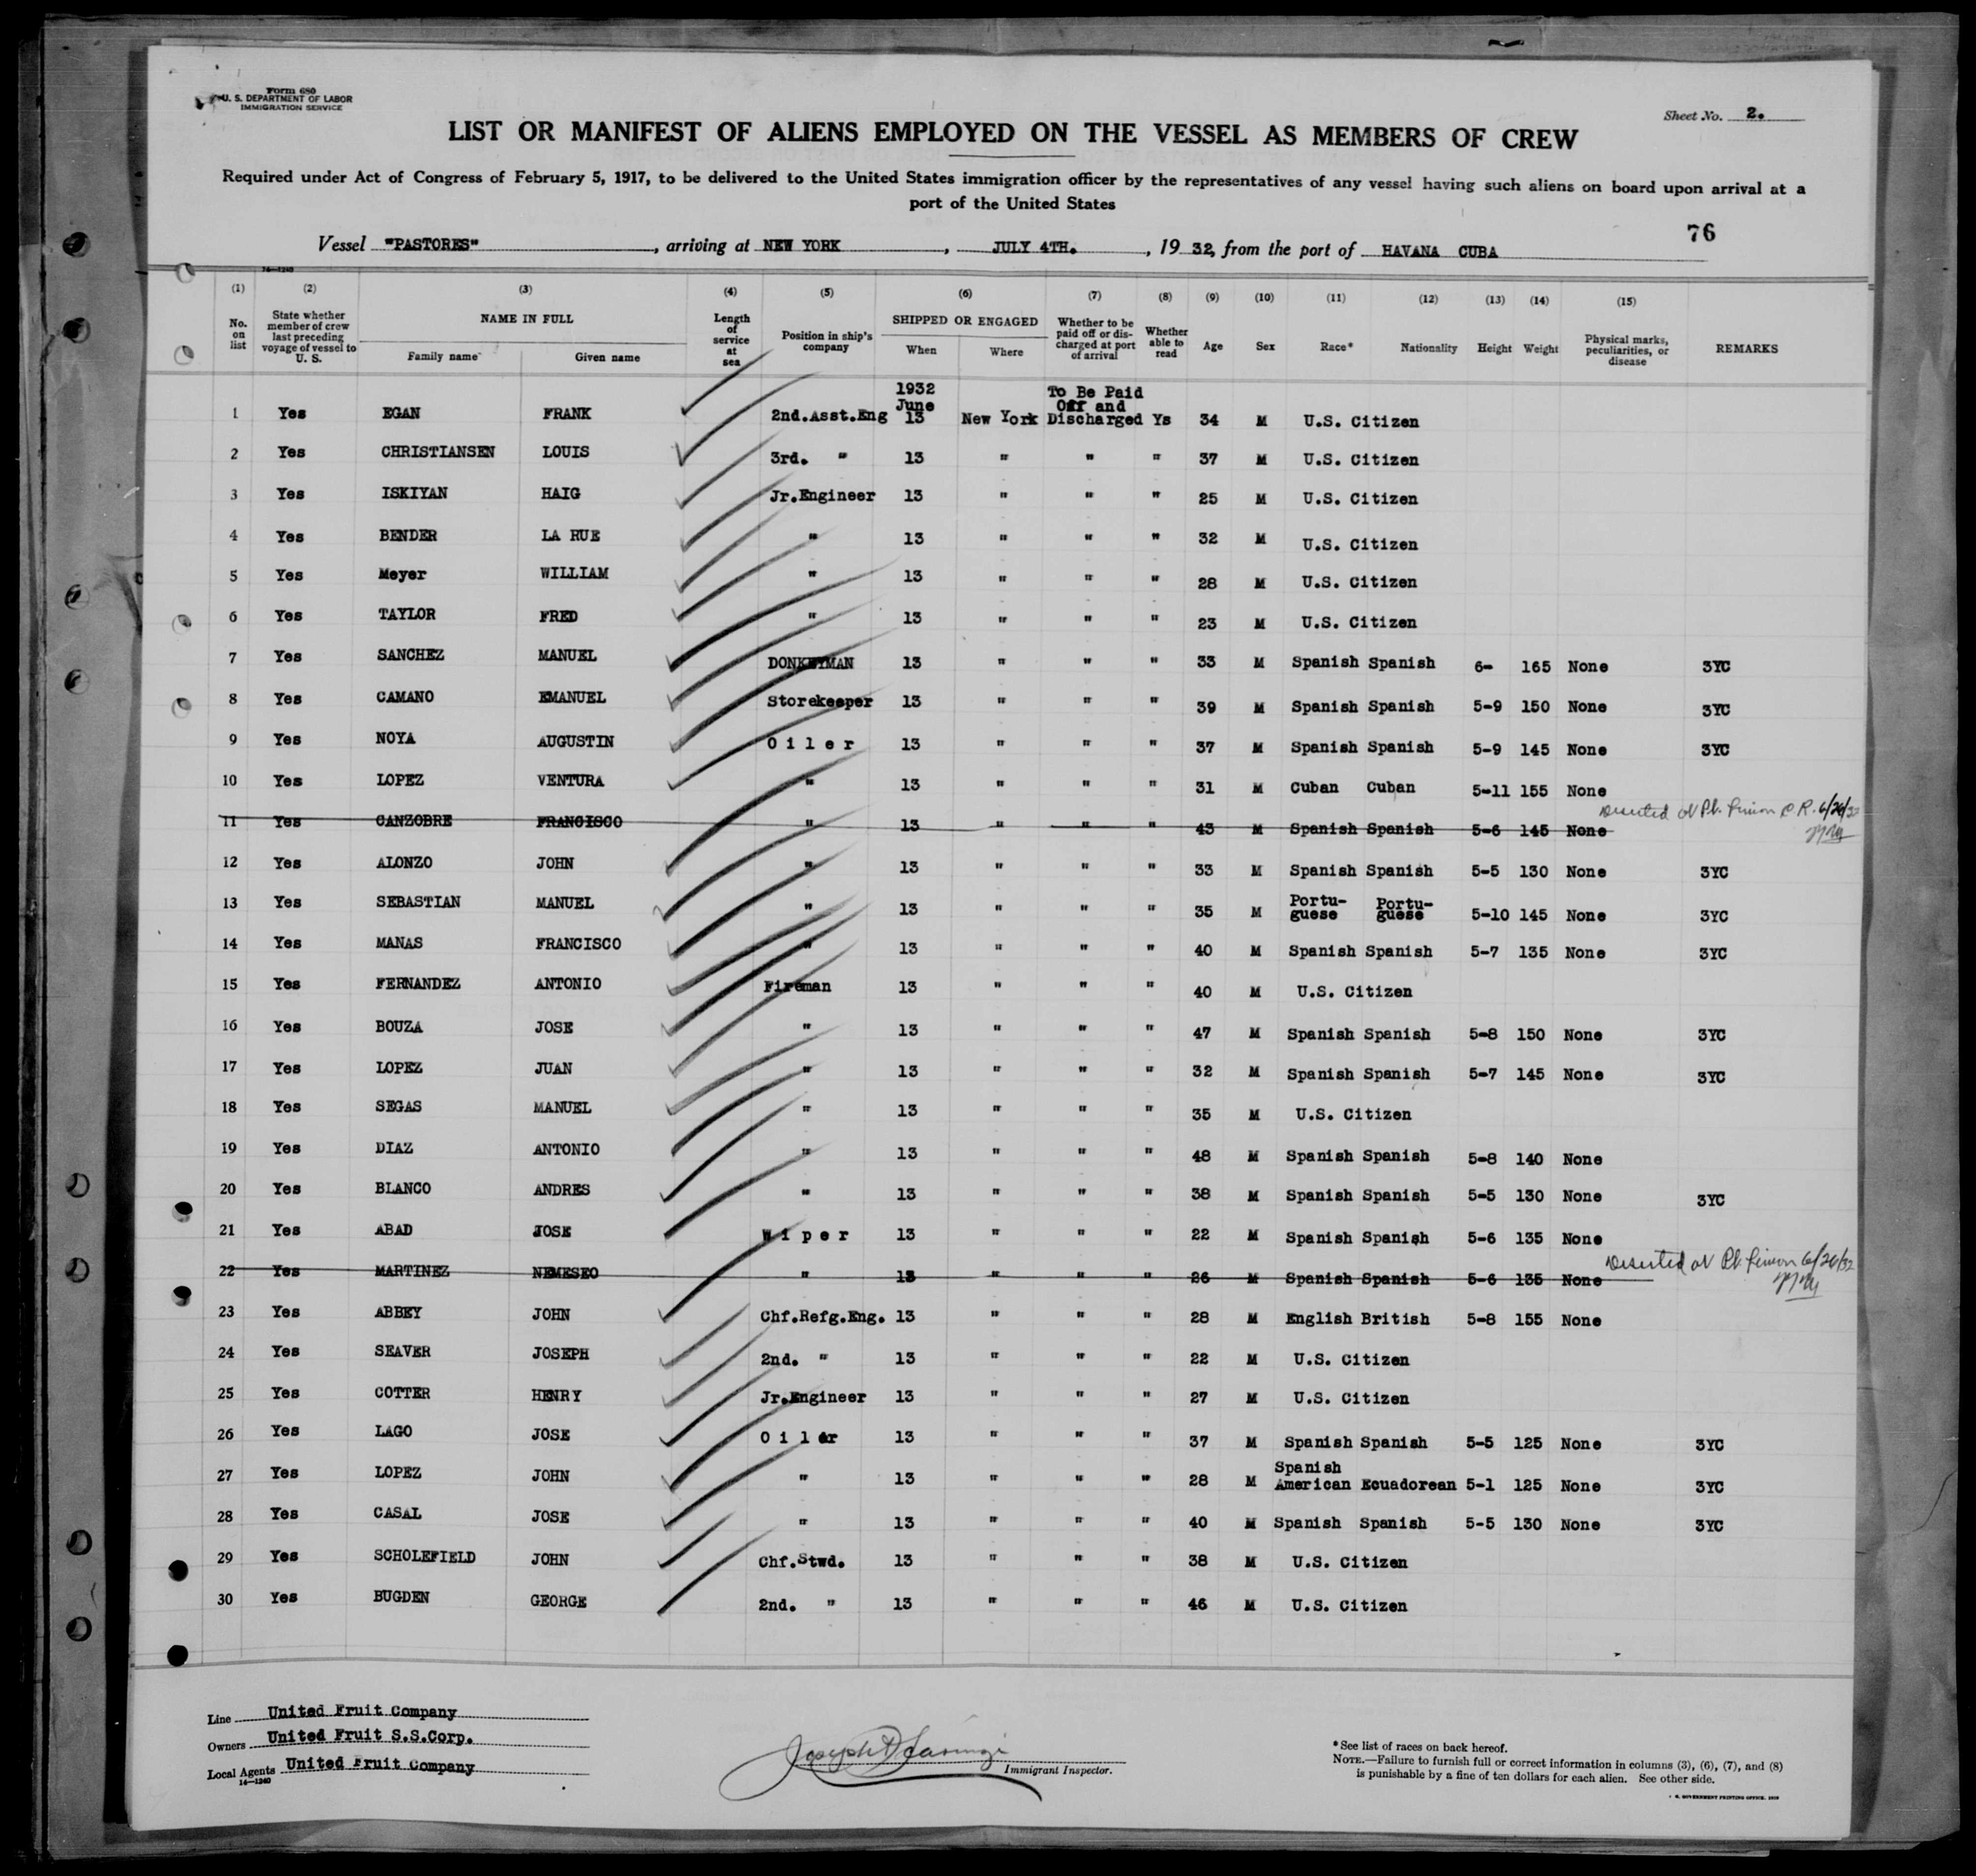 Form 680
U. S. DEPARTMENT OF LABOR
IMMIGRATION SERVICE
Sheet No. 2.
LIST OR MANIFEST OF ALIENS EMPLOYED ON THE VESSEL AS MEMBERS OF CREW
Required under Act of Congress of February 5, 1917, to be delivered to the United States immigration officer by the representatives of any vessel having such aliens on board upon arrival at a
port of the United States
76
Vessel "PASTORES", arriving at NEW YORK, JULY 4TH., 19 32, from the port of HAVANA CUBA
14—1240
(1) (2) (3) (4) (5) (6) (7) (8) (9) (10) (11) (12) (13) (14) (15)
No. on list State whether member of crew last preceding voyage of vessel to U. S. NAME IN FULL Family name Given name Length of service at sea Position in ship's company SHIPPED OR ENGAGED When Where Whether to be paid off or discharged at port of arrival Whether able to read Age Sex Race* Nationality Height Weight Physical marks, peculiarities, or disease REMARKS
1932 To Be Paid
June Off and
1 Yes EGAN FRANK 2nd.Asst.Eng 13 New York Discharged Ys 34 M U.S. Citizen
2 Yes CHRISTIANSEN LOUIS 3rd. " 13 " " " 37 M U.S. Citizen
3 Yes ISKIYAN HAIG Jr.Engineer 13 " " " 25 M U.S. Citizen
4 Yes BENDER LA RUE " 13 " " " 32 M U.S. Citizen
5 Yes Meyer WILLIAM " 13 " " " 28 M U.S. Citizen
6 Yes TAYLOR FRED " 13 " " " 23 M U.S. Citizen
7 Yes SANCHEZ MANUEL DONKEYMAN 13 " " " 33 M Spanish Spanish 6- 165 None 3YC
8 Yes CAMANO EMANUEL Storekeeper 13 " " " 39 M Spanish Spanish 5-9 150 None 3YC
9 Yes NOYA AUGUSTIN Oiler 13 " " " 37 M Spanish Spanish 5-9 145 None 3YC
10 Yes LOPEZ VENTURA " 13 " " " 31 M Cuban Cuban 5-11 155 None
11 Yes CANZOBRE FRANCISCO " 13 " " " 43 M Spanish Spanish 5-6 145 None Deserted at Pt. Limon C.R. 6/26/32
12 Yes ALONZO JOHN " 13 " " " 33 M Spanish Spanish 5-5 130 None 3YC
13 Yes SEBASTIAN MANUEL " 13 " " " 35 M Portu-guese Portu-guese 5-10 145 None 3YC
14 Yes MANAS FRANCISCO " 13 " " " 40 M Spanish Spanish 5-7 135 None 3YC
15 Yes FERNANDEZ ANTONIO Fireman 13 " " " 40 M U.S. Citizen
16 Yes BOUZA JOSE " 13 " " " 47 M Spanish Spanish 5-8 150 None 3YC
17 Yes LOPEZ JUAN " 13 " " " 32 M Spanish Spanish 5-7 145 None 3YC
18 Yes SEGAS MANUEL " 13 " " " 35 M U.S. Citizen
19 Yes DIAZ ANTONIO " 13 " " " 48 M Spanish Spanish 5-8 140 None
20 Yes BLANCO ANDRES " 13 " " " 38 M Spanish Spanish 5-5 130 None 3YC
21 Yes ABAD JOSE Wiper 13 " " " 22 M Spanish Spanish 5-6 135 None
22 Yes MARTINEZ NEMESEO " 13 " " " 26 M Spanish Spanish 5-6 135 None Deserted at Pt. Limon 6/26/32
23 Yes ABBEY JOHN Chf.Refg.Eng. 13 " " " 28 M English British 5-8 155 None
24 Yes SEAVER JOSEPH 2nd. " 13 " " " 22 M U.S. Citizen
25 Yes COTTER HENRY Jr.Engineer 13 " " " 27 M U.S. Citizen
26 Yes LAGO JOSE Oiler 13 " " " 37 M Spanish Spanish 5-5 125 None 3YC
27 Yes LOPEZ JOHN " 13 " " " 28 M Spanish American Ecuadorean 5-1 125 None 3YC
28 Yes CASAL JOSE " 13 " " " 40 M Spanish Spanish 5-5 130 None 3YC
29 Yes SCHOLEFIELD JOHN Chf.Stwd. 13 " " " 38 M U.S. Citizen
30 Yes BUGDEN GEORGE 2nd. " 13 " " " 46 M U.S. Citizen
Line United Fruit Company
Owners United Fruit S.S.Corp.
Local Agents United Fruit Company
14—1240
Immigrant Inspector.
*See list of races on back hereof.
NOTE.—Failure to furnish full or correct information in columns (3), (6), (7), and (8)
is punishable by a fine of ten dollars for each alien. See other side.